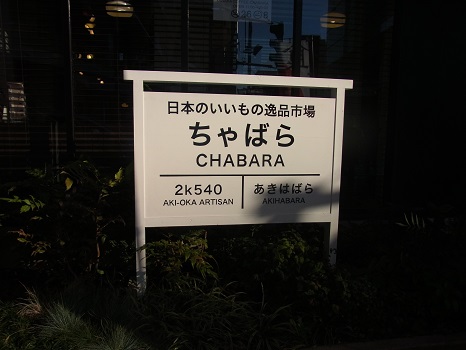 日本のいいもの逸品市場
ちゃばら
CHABARA
2k540
AKI-OKA ARTISAN
あきはばら
AKIHABARA